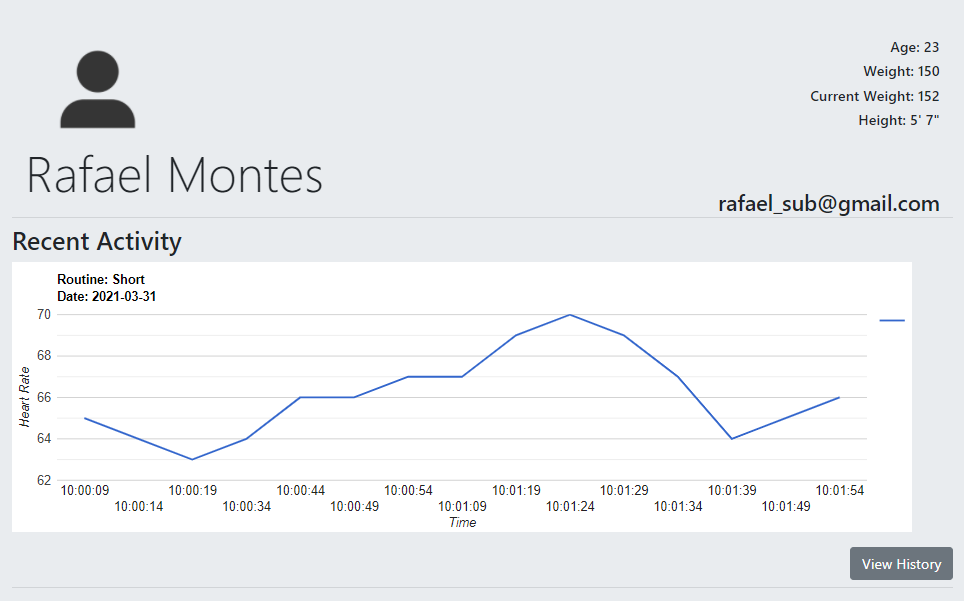 Age: 23
Weight: 150
Current Weight: 152
Height: 5' 7"
Rafael Montes
rafael_sub@gmail.com
Recent Activity
Routine: Short
Date: 2021-03-31
70
68
66
64
62
Heart Rate
10:00:09 10:00:19 10:00:44 10:00:54 10:01:19 10:01:29 10:01:39 10:01:54
10:00:14 10:00:34 10:00:49 10:01:09 10:01:24 10:01:34 10:01:49
Time
View History